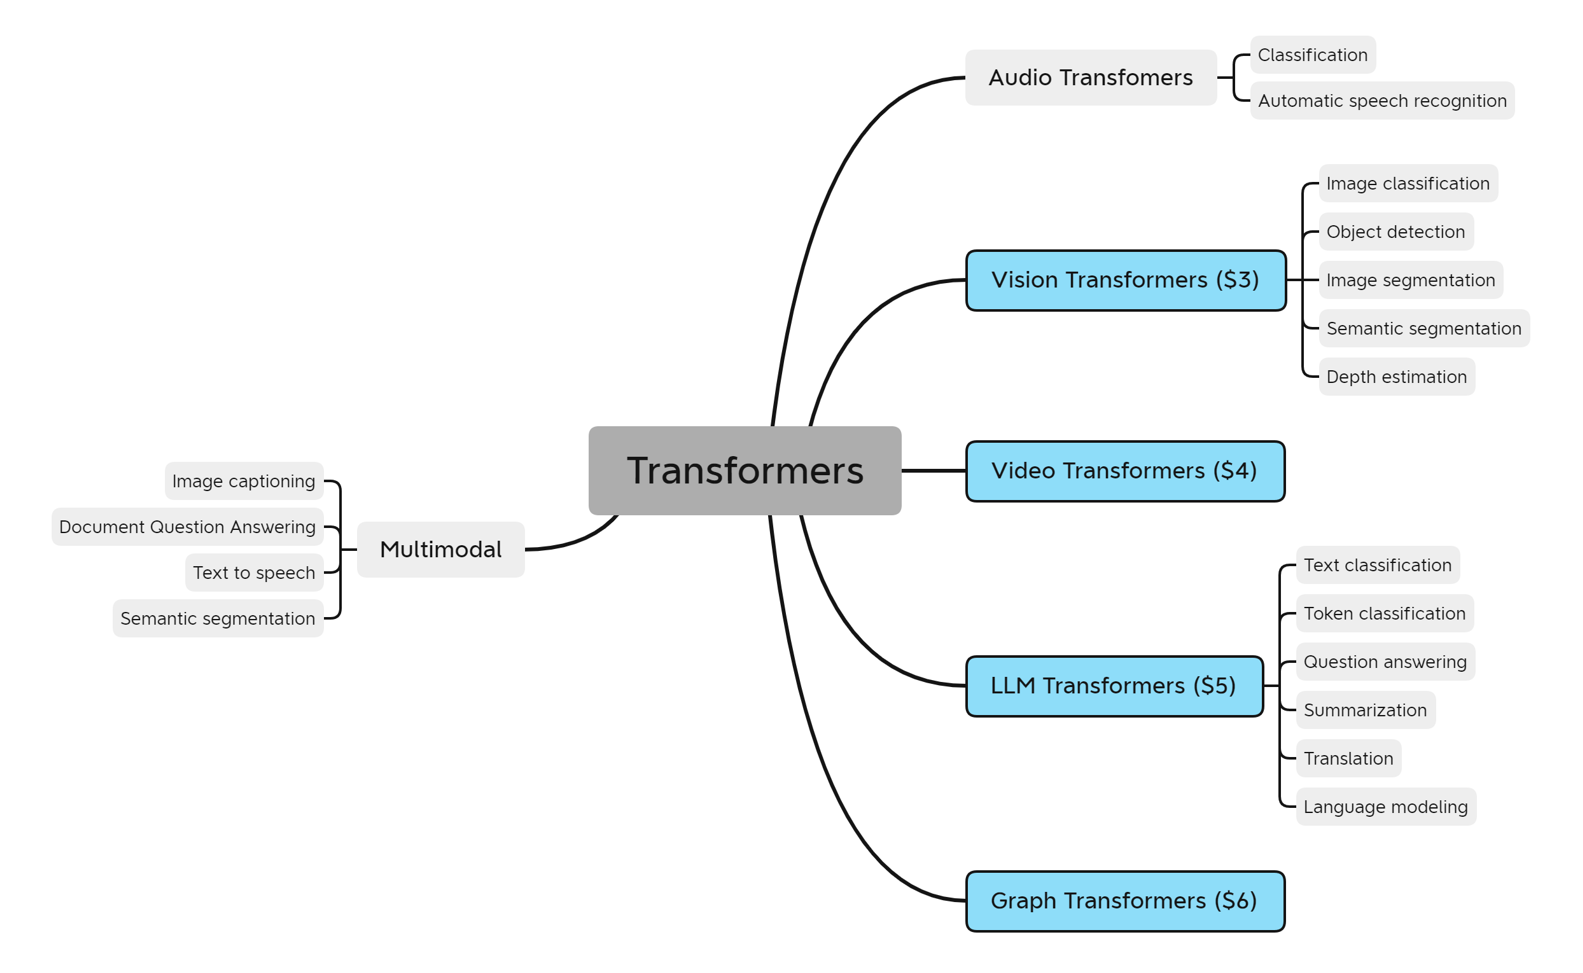 Audio Transfomers
Classification
Automatic speech recognition
Vision Transformers ($3)
Image classification
Object detection
Image segmentation
Semantic segmentation
Depth estimation
Transformers
Video Transformers ($4)
Multimodal
Image captioning
Document Question Answering
Text to speech
Semantic segmentation
LLM Transformers ($5)
Text classification
Token classification
Question answering
Summarization
Translation
Language modeling
Graph Transformers ($6)